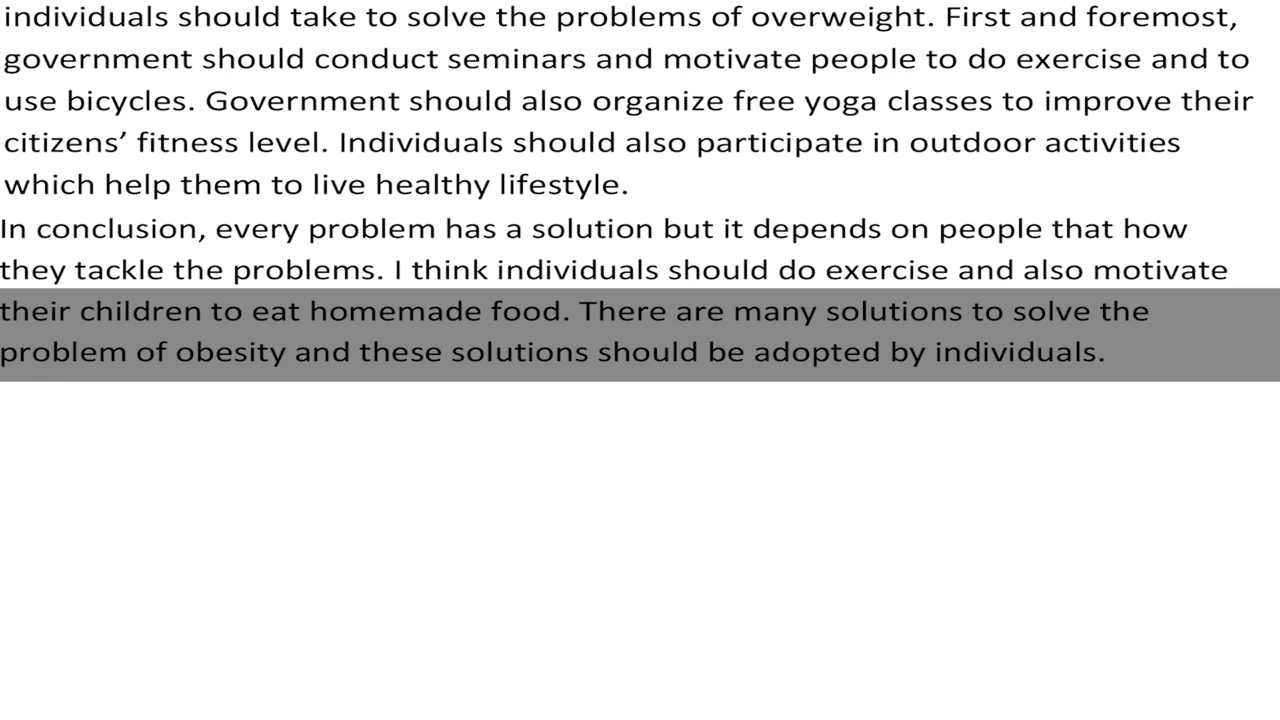 individuals should take to solve the problems of overweight. First and foremost,
government should conduct seminars and motivate people to do exercise and to
use bicycles. Government should also organize free yoga classes to improve their
citizens’ fitness level. Individuals should also participate in outdoor activities
which help them to live healthy lifestyle.
In conclusion, every problem has a solution but it depends on people that how
they tackle the problems. I think individuals should do exercise and also motivate
their children to eat homemade food. There are many solutions to solve the
problem of obesity and these solutions should be adopted by individuals.